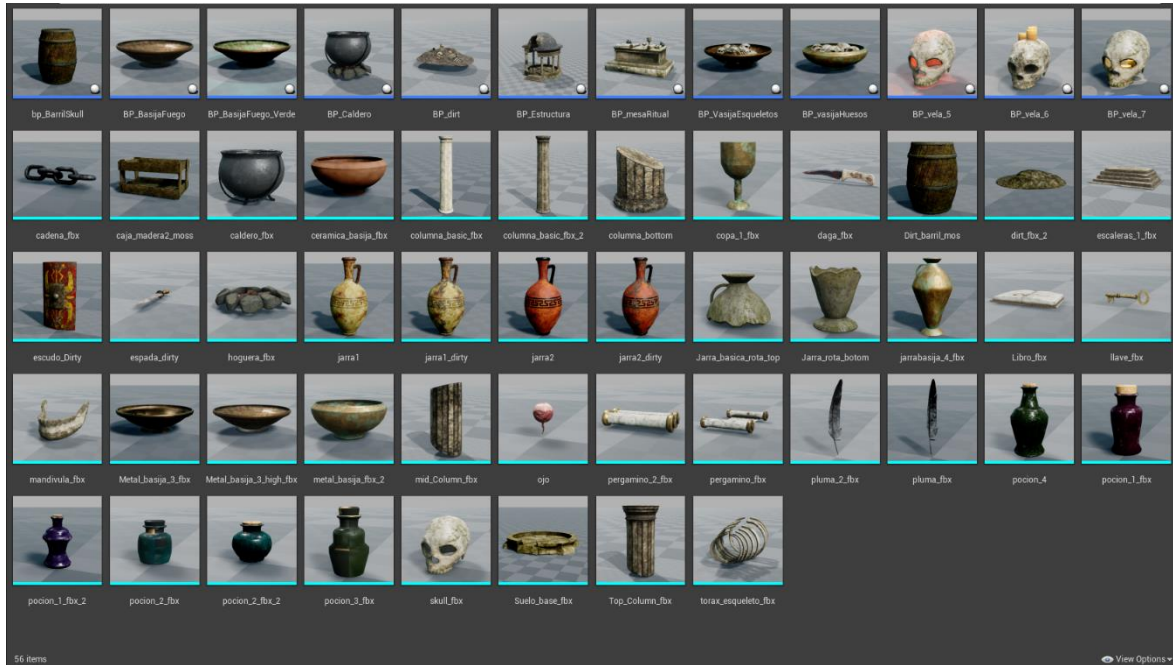 bp_BarrilSkull BP_BasijaFuego BP_BasijaFuego_Verde BP_Caldero BP_dirt BP_Estructura BP_mesaRitual BP_VasijaEsqueletos BP_vasijaHuesos BP_vela_5 BP_vela_6 BP_vela_7
cadena_fbx caja_madera2_moss caldero_fbx ceramica_basija_fbx columna_basic_fbx columna_basic_fbx_2 columna_bottom copa_1_fbx daga_fbx Dirt_barril_mos dirt_fbx_2 escaleras_1_fbx
escudo_Dirty espada_dirty hoguera_fbx jarra1 jarra1_dirty jarra2 jarra2_dirty Jarra_basica_rota_top Jarra_rota_botom jarrabasija_4_fbx Libro_fbx llave_fbx
mandivula_fbx Metal_basija_3_fbx Metal_basija_3_high_fbx metal_basija_fbx_2 mid_Column_fbx ojo pergamino_2_fbx pergamino_fbx pluma_2_fbx pluma_fbx pocion_4 pocion_1_fbx
pocion_1_fbx_2 pocion_2_fbx pocion_2_fbx_2 pocion_3_fbx skull_fbx Suelo_base_fbx Top_Column_fbx torax_esqueleto_fbx
56 items View Options